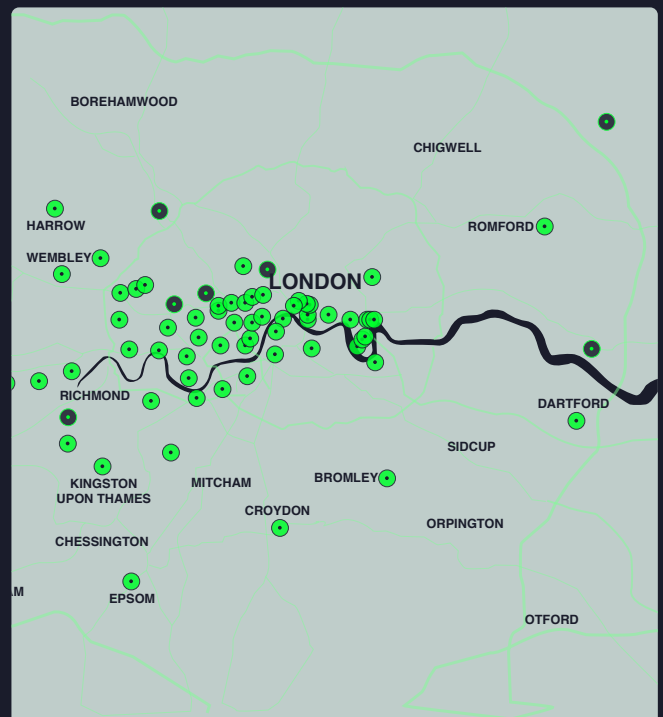 BOREHAMWOOD
CHIGWELL
HARROW
ROMFORD
WEMBLEY
LONDON
RICHMOND
DARTFORD
SIDCUP
BROMLEY
KINGSTON
UPON THAMES
MITCHAM
CROYDON
ORPINGTON
CHESSINGTON
AM
EPSOM
OTFORD